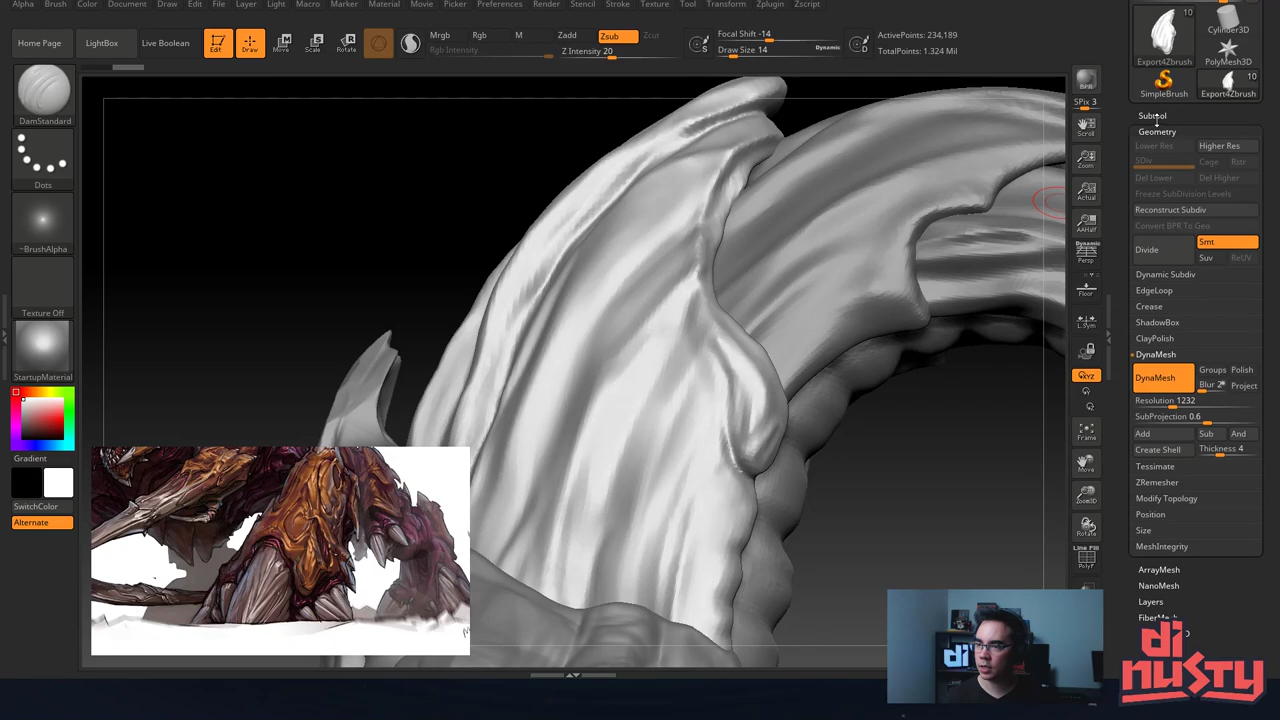 Alpha Brush Color Document Draw Edit File Layer Light Macro Marker Material Movie Picker Preferences Render Stencil Stroke Texture Tool Transform Zplugin Zscript
Home Page LightBox Live Boolean Edit Draw Move Scale Rotate Mrgb Rgb M Zadd Zsub Zcut Focal Shift -14 ActivePoints: 234,189
Rgb Intensity Z Intensity 20 S Draw Size 14 Dynamic D TotalPoints: 1.324 Mil
DamStandard
Dots
~BrushAlpha
Texture Off
StartupMaterial
Gradient
SwitchColor
Alternate
BPR
SPix 3
Scroll
Zoom
Actual
AAHalf
Dynamic
Persp
Floor
L.Sym
XYZ
Frame
Move
Zoom3D
Rotate
Line Fill
PolyF
10
Export4Zbrush
Cylinder3D
PolyMesh3D
10
SimpleBrush Export4Zbrush
Subtool
Geometry
Lower Res Higher Res
SDiv Cage Rstr
Del Lower Del Higher
Freeze SubDivision Levels
Reconstruct Subdiv
Convert BPR To Geo
Divide Smt
Suv ReUV
Dynamic Subdiv
EdgeLoop
Crease
ShadowBox
ClayPolish
DynaMesh
DynaMesh Groups Polish
Blur 2 Project
Resolution 1232
SubProjection 0.6
Add Sub And
Create Shell Thickness 4
Tessimate
ZRemesher
Modify Topology
Position
Size
MeshIntegrity
ArrayMesh
NanoMesh
Layers
di
NUSTY